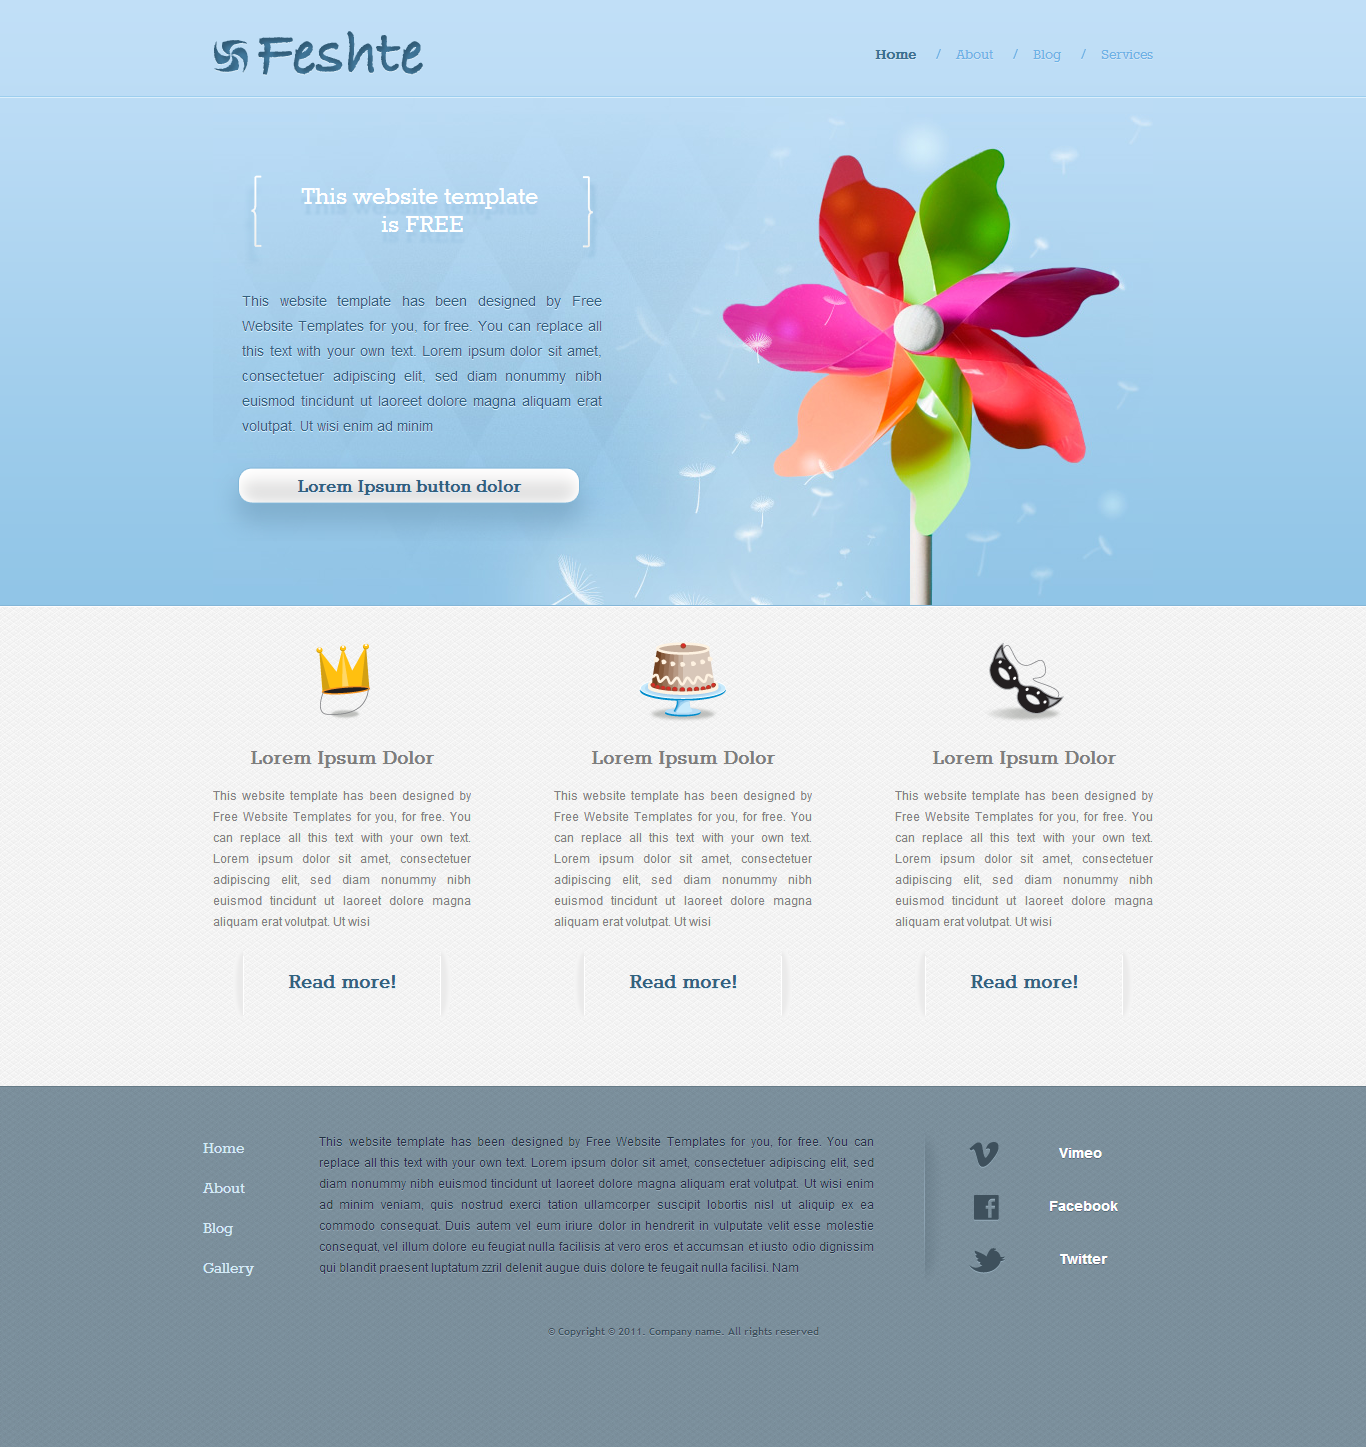 Feshte
Home / About / Blog / Services
This website template
is FREE
This website template has been designed by Free
Website Templates for you, for free. You can replace all
this text with your own text. Lorem ipsum dolor sit amet,
consectetuer adipiscing elit, sed diam nonummy nibh
euismod tincidunt ut laoreet dolore magna aliquam erat
volutpat. Ut wisi enim ad minim
Lorem Ipsum button dolor
Lorem Ipsum Dolor
This website template has been designed by
Free Website Templates for you, for free. You
can replace all this text with your own text.
Lorem ipsum dolor sit amet, consectetuer
adipiscing elit, sed diam nonummy nibh
euismod tincidunt ut laoreet dolore magna
aliquam erat volutpat. Ut wisi
Read more!
Lorem Ipsum Dolor
This website template has been designed by
Free Website Templates for you, for free. You
can replace all this text with your own text.
Lorem ipsum dolor sit amet, consectetuer
adipiscing elit, sed diam nonummy nibh
euismod tincidunt ut laoreet dolore magna
aliquam erat volutpat. Ut wisi
Read more!
Lorem Ipsum Dolor
This website template has been designed by
Free Website Templates for you, for free. You
can replace all this text with your own text.
Lorem ipsum dolor sit amet, consectetuer
adipiscing elit, sed diam nonummy nibh
euismod tincidunt ut laoreet dolore magna
aliquam erat volutpat. Ut wisi
Read more!
Home
About
Blog
Gallery
This website template has been designed by Free Website Templates for you, for free. You can
replace all this text with your own text. Lorem ipsum dolor sit amet, consectetuer adipiscing elit, sed
diam nonummy nibh euismod tincidunt ut laoreet dolore magna aliquam erat volutpat. Ut wisi enim
ad minim veniam, quis nostrud exerci tation ullamcorper suscipit lobortis nisl ut aliquip ex ea
commodo consequat. Duis autem vel eum iriure dolor in hendrerit in vulputate velit esse molestie
consequat, vel illum dolore eu feugiat nulla facilisis at vero eros et accumsan et iusto odio dignissim
qui blandit praesent luptatum zzril delenit augue duis dolore te feugait nulla facilisi. Nam
Vimeo
Facebook
Twitter
© Copyright © 2011. Company name. All rights reserved